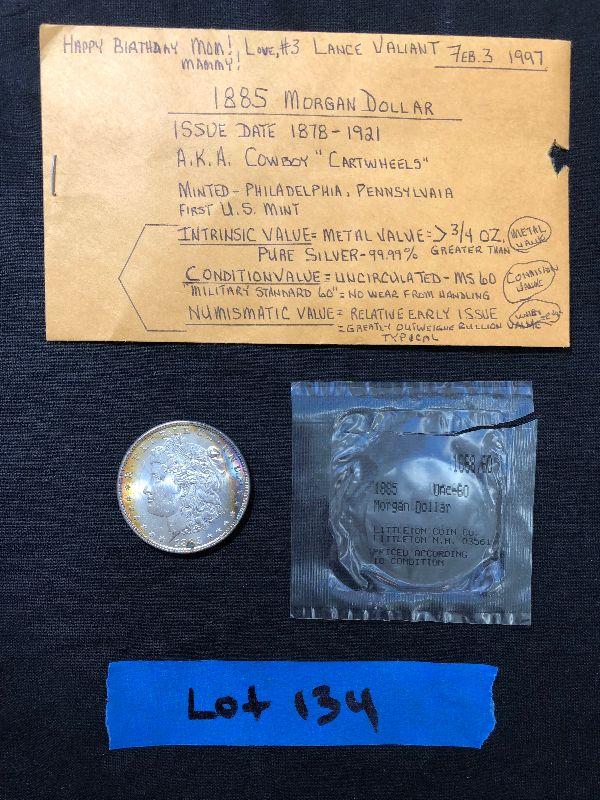 Happy Birthday Mom! Love, #3 Lance Valiant Feb. 3 1997
Mammy!
1885 Morgan Dollar
Issue Date 1878-1921
A.K.A. Cowboy "Cartwheels"
Minted - Philadelphia, Pennsylvaia
First U.S. Mint
Intrinsic Value = Metal Value => 3/4 oz. Metal Value
Pure Silver - 99.99% Greater Than
Condition Value = Uncirculated - MS 60 Condition Value
"Military Standard 60" = No wear from handling
Numismatic Value = Relative Early Issue
= Greatly Outweighs Bullion Value
Typical
1885 Unc-60
Morgan Dollar
LITTLETON COIN CO.
LITTLETON N.H. 03561
PRICED ACCORDING
TO CONDITION
Lot 134